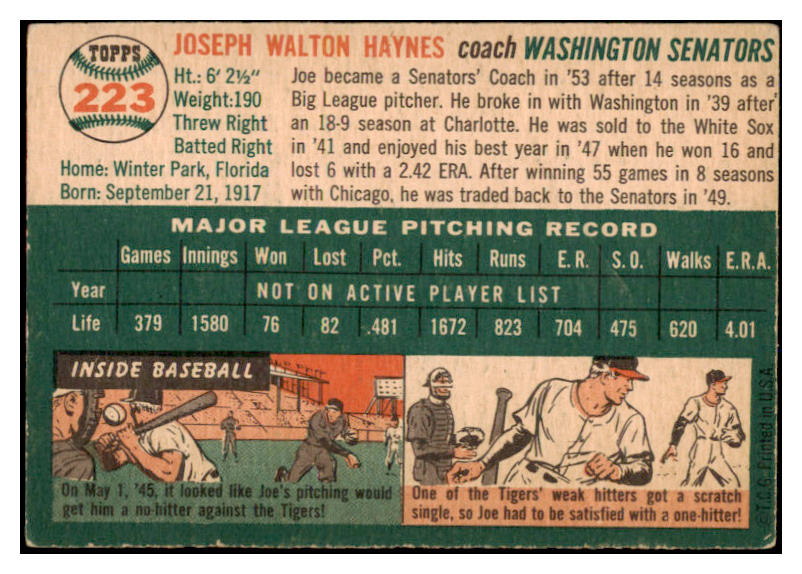 TOPPS
223
JOSEPH WALTON HAYNES coach WASHINGTON SENATORS
Ht.: 6' 2½"
Weight:190
Threw Right
Batted Right
Home: Winter Park, Florida
Born: September 21, 1917
Joe became a Senators' Coach in '53 after 14 seasons as a
Big League pitcher. He broke in with Washington in '39 after
an 18-9 season at Charlotte. He was sold to the White Sox
in '41 and enjoyed his best year in '47 when he won 16 and
lost 6 with a 2.42 ERA. After winning 55 games in 8 seasons
with Chicago, he was traded back to the Senators in '49.
MAJOR LEAGUE PITCHING RECORD
Games Innings Won Lost Pct. Hits Runs E.R. S.O. Walks E.R.A.
Year NOT ON ACTIVE PLAYER LIST
Life 379 1580 76 82 .481 1672 823 704 475 620 4.01
INSIDE BASEBALL
On May 1, '45, it looked like Joe's pitching would
get him a no-hitter against the Tigers!
One of the Tigers' weak hitters got a scratch
single, so Joe had to be satisfied with a one-hitter!
©T.C.G. Printed in U.S.A.